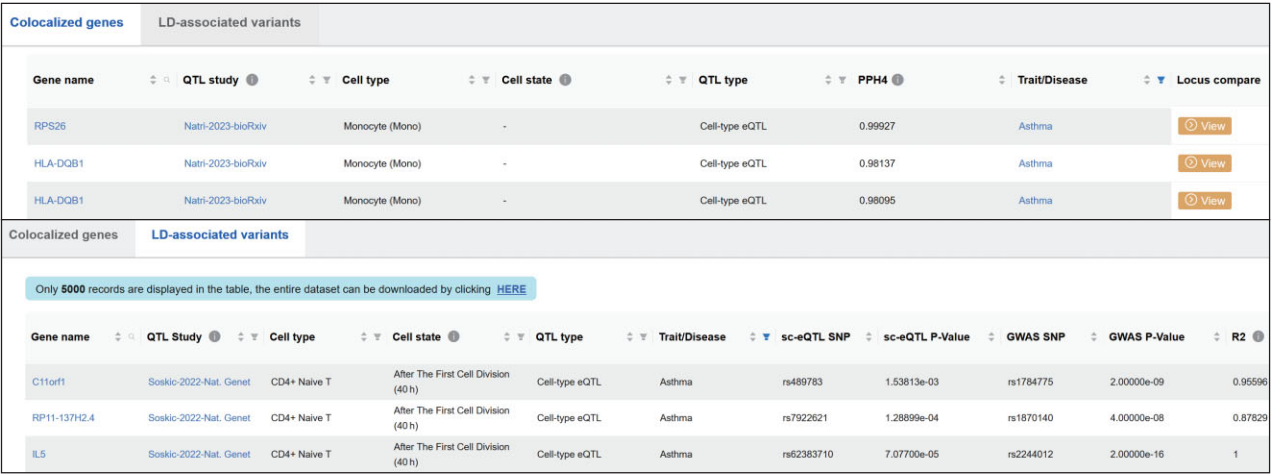 Colocalized genes LD-associated variants
Gene name QTL study Cell type Cell state QTL type PPH4 Trait/Disease Locus compare
RPS26 Natri-2023-bioRxiv Monocyte (Mono) - Cell-type eQTL 0.99927 Asthma View
HLA-DQB1 Natri-2023-bioRxiv Monocyte (Mono) - Cell-type eQTL 0.98137 Asthma View
HLA-DQB1 Natri-2023-bioRxiv Monocyte (Mono) - Cell-type eQTL 0.98095 Asthma View
Colocalized genes LD-associated variants
Only 5000 records are displayed in the table, the entire dataset can be downloaded by clicking HERE
Gene name QTL Study Cell type Cell state QTL type Trait/Disease sc-eQTL SNP sc-eQTL P-Value GWAS SNP GWAS P-Value R2
C11orf1 Soskic-2022-Nat. Genet CD4+ Naive T After The First Cell Division (40 h) Cell-type eQTL Asthma rs489783 1.53813e-03 rs1784775 2.00000e-09 0.95596
RP11-137H2.4 Soskic-2022-Nat. Genet CD4+ Naive T After The First Cell Division (40 h) Cell-type eQTL Asthma rs7922621 1.28899e-04 rs1870140 4.00000e-08 0.87829
IL5 Soskic-2022-Nat. Genet CD4+ Naive T After The First Cell Division (40 h) Cell-type eQTL Asthma rs62383710 7.07700e-05 rs2244012 2.00000e-16 1